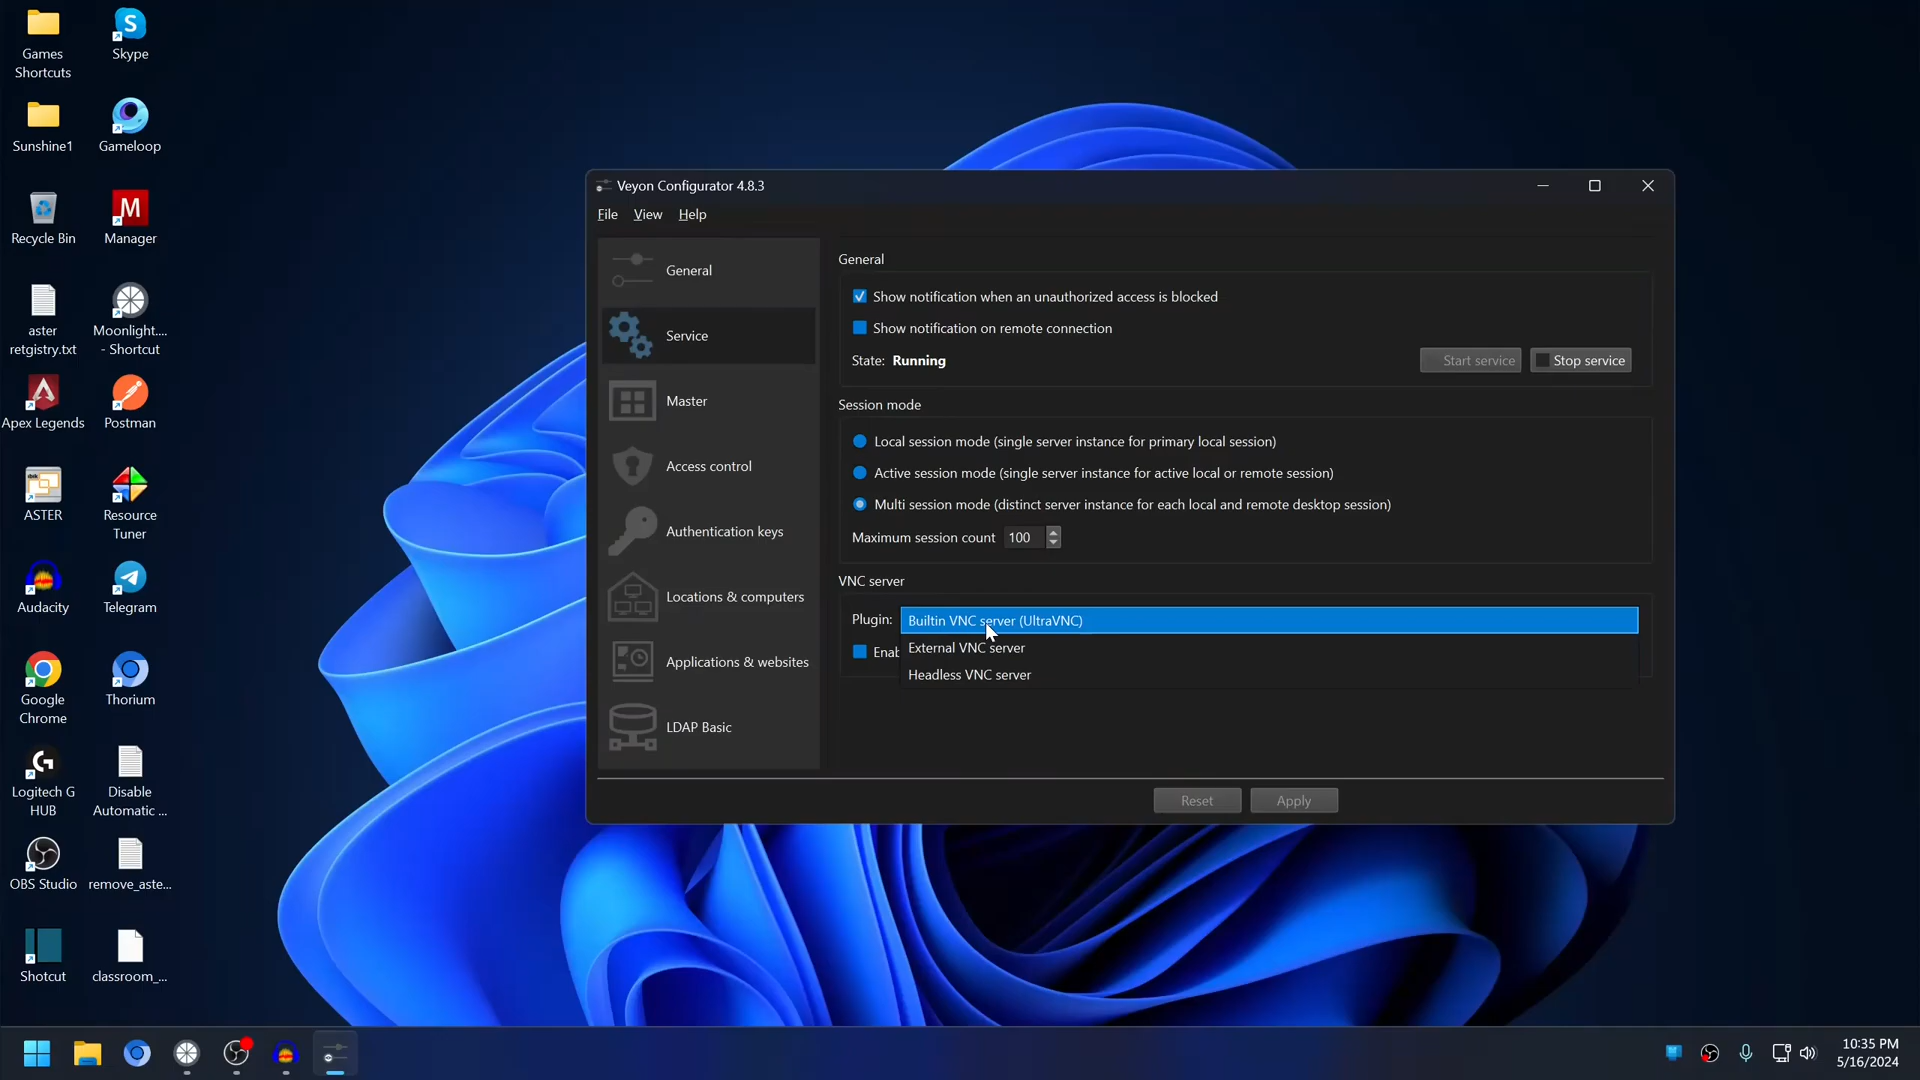 Games
Shortcuts
Skype
Sunshine1
Gameloop
Recycle Bin
Manager
aster
retgistry.txt
Moonlight....
- Shortcut
Apex Legends
Postman
ASTER
Resource
Tuner
Audacity
Telegram
Google
Chrome
Thorium
Logitech G
HUB
Disable
Automatic ...
OBS Studio
remove_aste...
Shotcut
classroom_...
Veyon Configurator 4.8.3
File View Help
General
Service
Master
Access control
Authentication keys
Locations & computers
Applications & websites
LDAP Basic
General
Show notification when an unauthorized access is blocked
Show notification on remote connection
State: Running
Start service
Stop service
Session mode
Local session mode (single server instance for primary local session)
Active session mode (single server instance for active local or remote session)
Multi session mode (distinct server instance for each local and remote desktop session)
Maximum session count 100
VNC server
Plugin: Builtin VNC server (UltraVNC)
Enab
External VNC server
Headless VNC server
Reset
Apply
10:35 PM
5/16/2024